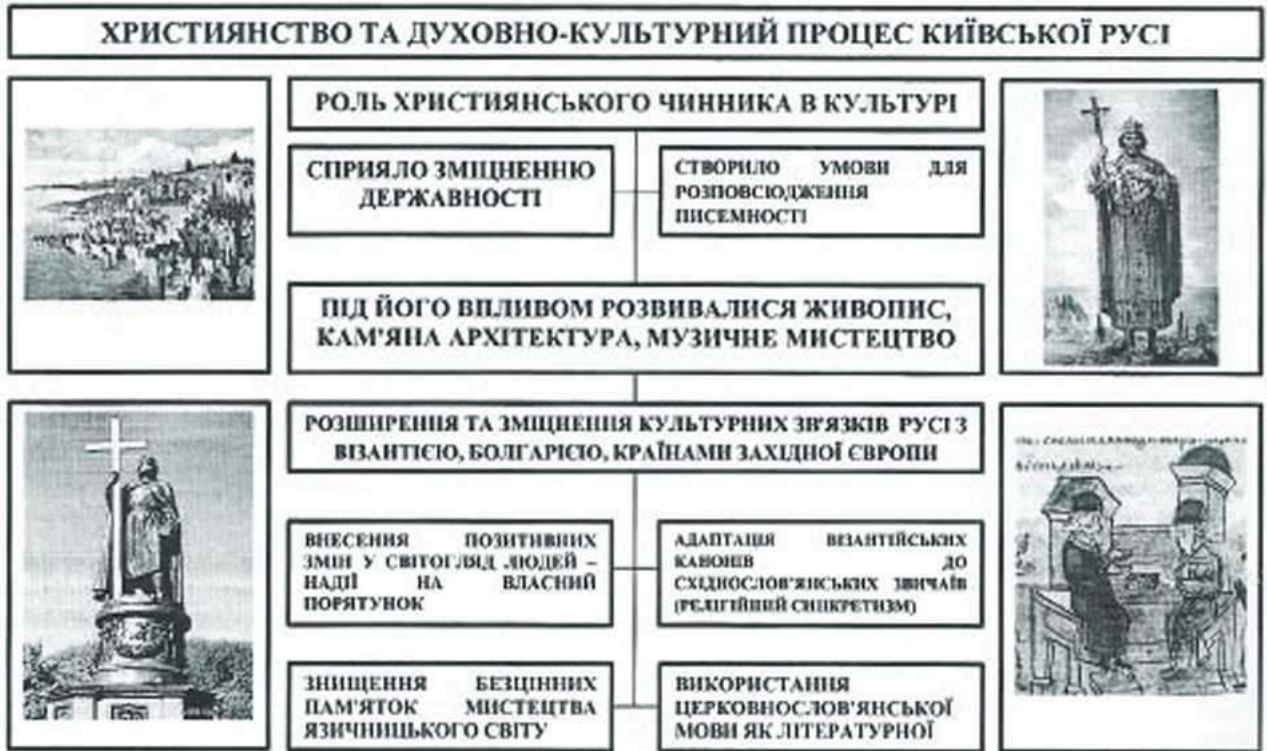 ХРИСТИЯНСТВО ТА ДУХОВНО-КУЛЬТУРНИЙ ПРОЦЕС КИЇВСЬКОЇ РУСІ
РОЛЬ ХРИСТИЯНСЬКОГО ЧИННИКА В КУЛЬТУРІ
СПРИЯЛО ЗМІЦНЕННЮ
ДЕРЖАВНОСТІ
СТВОРИЛО УМОВИ ДЛЯ
РОЗПОВСЮДЖЕННЯ
ПИСЕМНОСТІ
ПІД ЙОГО ВПЛИВОМ РОЗВИВАЛИСЯ ЖИВОПИС,
КАМ'ЯНА АРХІТЕКТУРА, МУЗИЧНЕ МИСТЕЦТВО
РОЗШИРЕННЯ ТА ЗМІЦНЕННЯ КУЛЬТУРНИХ ЗВ'ЯЗКІВ РУСІ З
ВІЗАНТІЄЮ, БОЛГАРІЄЮ, КРАЇНАМИ ЗАХІДНОЇ ЄВРОПИ
ВНЕСЕННЯ ПОЗИТИВНИХ
ЗМІН У СВІТОГЛЯД ЛЮДЕЙ –
НАДІЇ НА ВЛАСНИЙ
ПОРЯТУНОК
АДАПТАЦІЯ ВІЗАНТІЙСЬКИХ
КАНОНІВ ДО
СХІДНОСЛОВ'ЯНСЬКИХ ЗВИЧАЇВ
(РЕЛІГІЙНИЙ СИНКРЕТИЗМ)
ЗНИЩЕННЯ БЕЗЦІННИХ
ПАМ'ЯТОК МИСТЕЦТВА
ЯЗИЧНИЦЬКОГО СВІТУ
ВИКОРИСТАННЯ
ЦЕРКОВНОСЛОВ'ЯНСЬКОЇ
МОВИ ЯК ЛІТЕРАТУРНОЇ